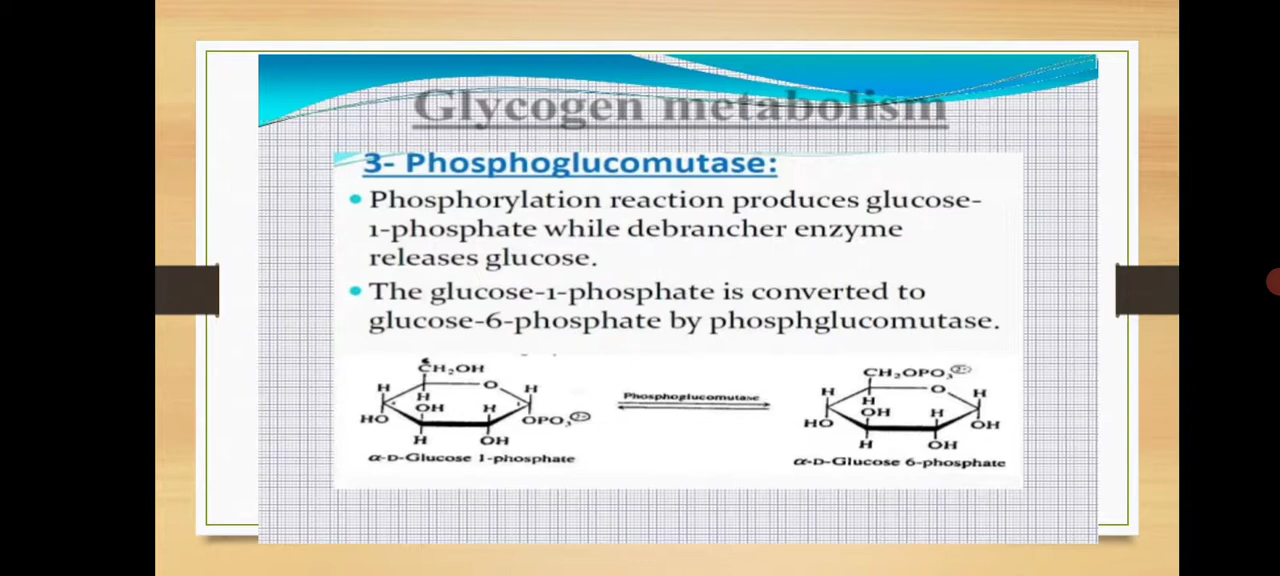 Glycogen metabolism
3- Phosphoglucomutase:
• Phosphorylation reaction produces glucose-
1-phosphate while debrancher enzyme
releases glucose.
• The glucose-1-phosphate is converted to
glucose-6-phosphate by phosphglucomutase.
CH₂OH
H O H
H
OH H
HO OPO₃²⁻
H OH
α-D-Glucose 1-phosphate
Phosphoglucomutase
CH₂OPO₃²⁻
H O H
H
OH H
HO OH
H OH
α-D-Glucose 6-phosphate